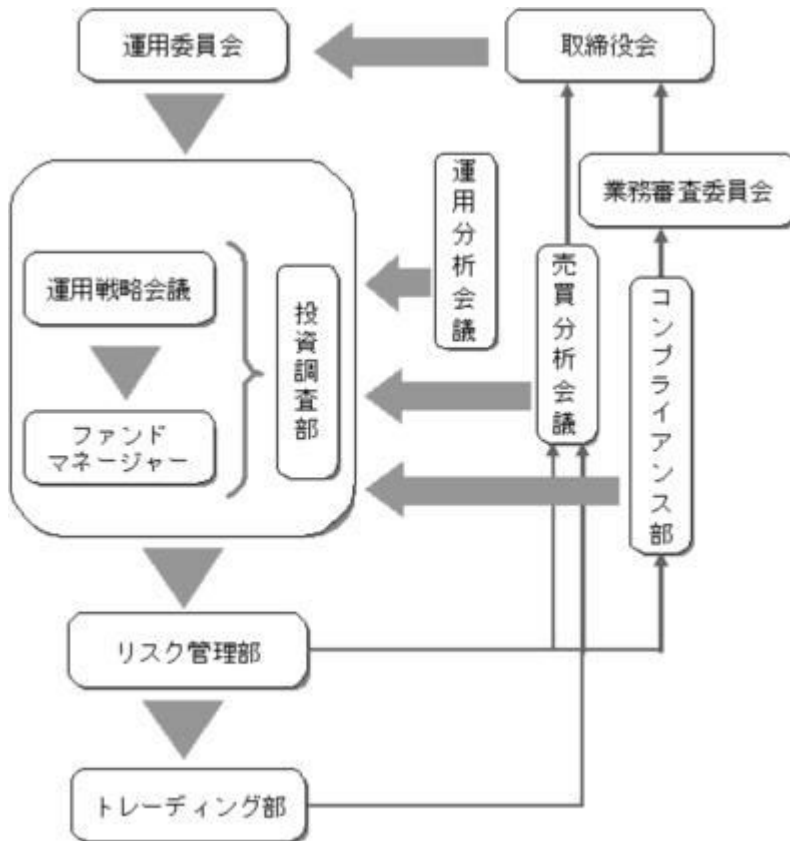 運用委員会
取締役会
業務審査委員会
運用分析会議
売買分析会議
コンプライアンス部
運用戦略会議
投資調査部
ファンド
マネージャー
リスク管理部
トレーディング部